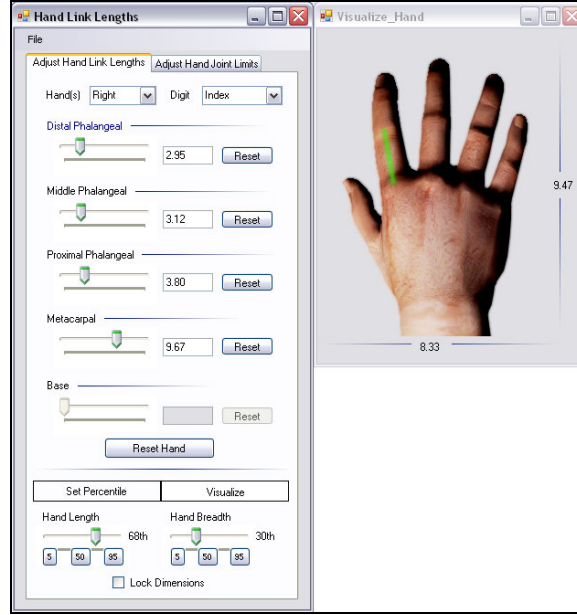 Hand Link Lengths
File
Adjust Hand Link Lengths Adjust Hand Joint Limits
Hand(s) Right Digit Index
Distal Phalangeal
2.95 Reset
Middle Phalangeal
3.12 Reset
Proximal Phalangeal
3.80 Reset
Metacarpal
9.67 Reset
Base
Reset
Reset Hand
Set Percentile Visualize
Hand Length Hand Breadth
68th 30th
5 50 95 5 50 95
Lock Dimensions
Visualize_Hand
9.47
8.33